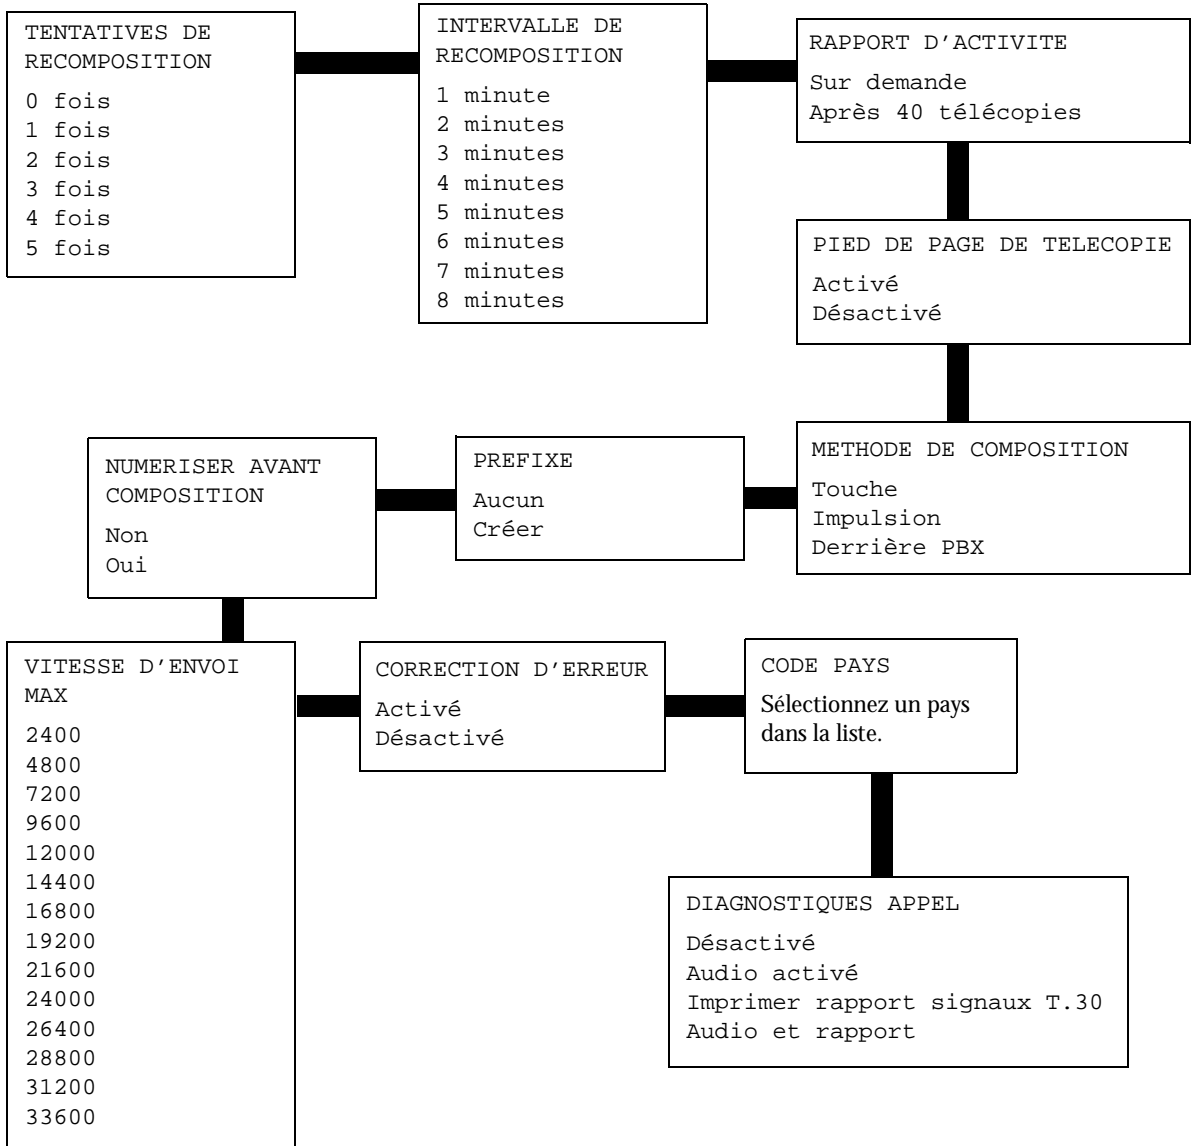 TENTATIVES DE
RECOMPOSITION
0 fois
1 fois
2 fois
3 fois
4 fois
5 fois
INTERVALLE DE
RECOMPOSITION
1 minute
2 minutes
3 minutes
4 minutes
5 minutes
6 minutes
7 minutes
8 minutes
RAPPORT D'ACTIVITE
Sur demande
Après 40 télécopies
PIED DE PAGE DE TELECOPIE
Activé
Désactivé
METHODE DE COMPOSITION
Touche
Impulsion
Derrière PBX
PREFIXE
Aucun
Créer
NUMERISER AVANT
COMPOSITION
Non
Oui
VITESSE D'ENVOI
MAX
2400
4800
7200
9600
12000
14400
16800
19200
21600
24000
26400
28800
31200
33600
CORRECTION D'ERREUR
Activé
Désactivé
CODE PAYS
Sélectionnez un pays
dans la liste.
DIAGNOSTIQUES APPEL
Désactivé
Audio activé
Imprimer rapport signaux T.30
Audio et rapport